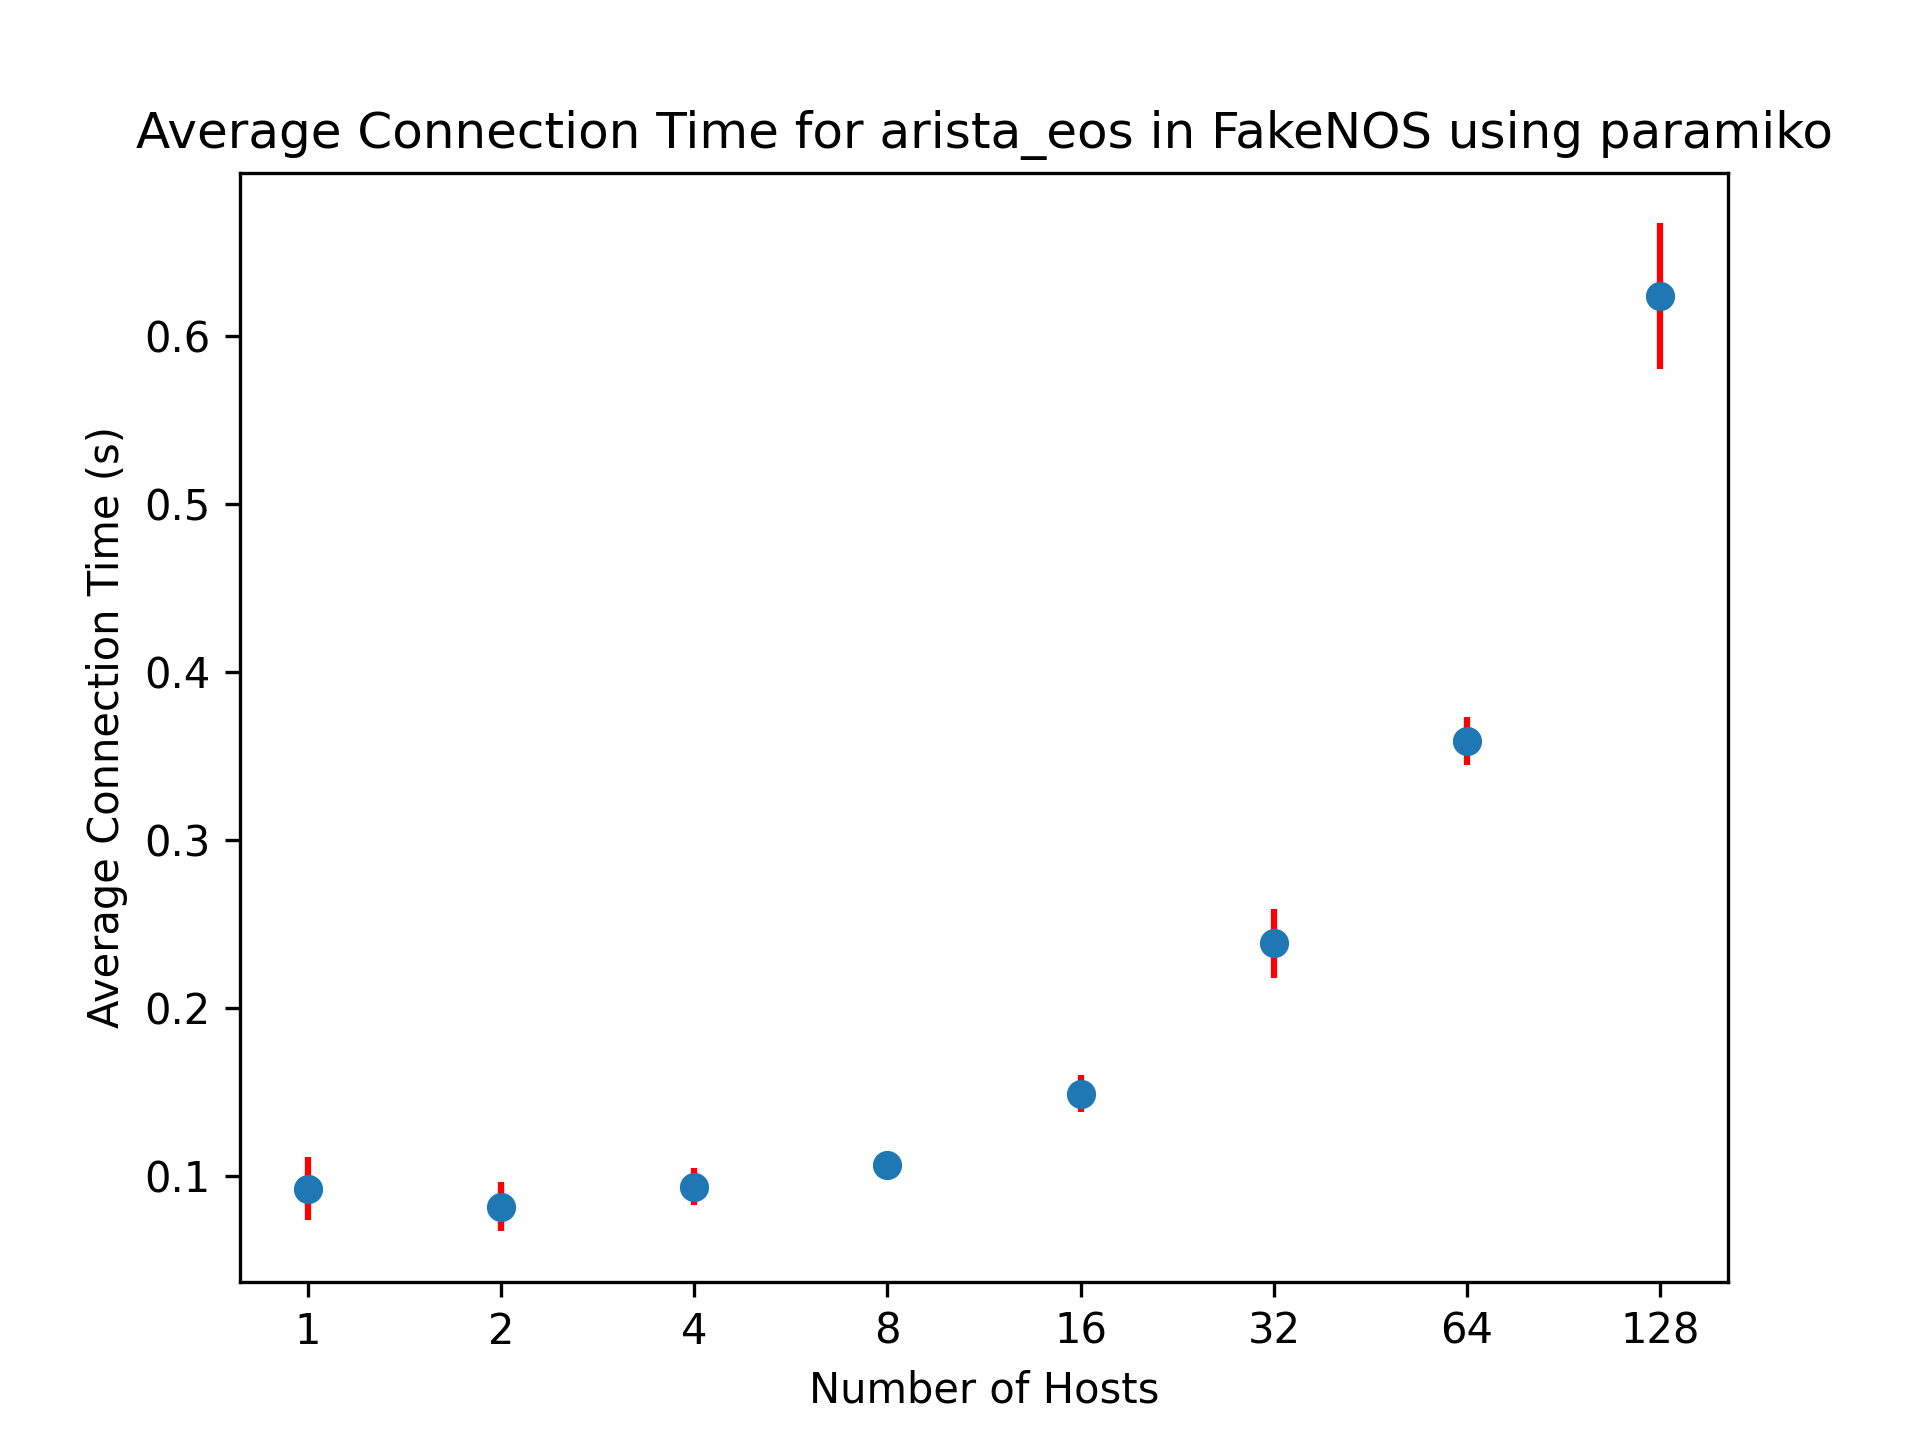 Average Connection Time for arista_eos in FakeNOS using paramiko
Average Connection Time (s)
0.6
0.5
0.4
0.3
0.2
0.1
1 2 4 8 16 32 64 128
Number of Hosts